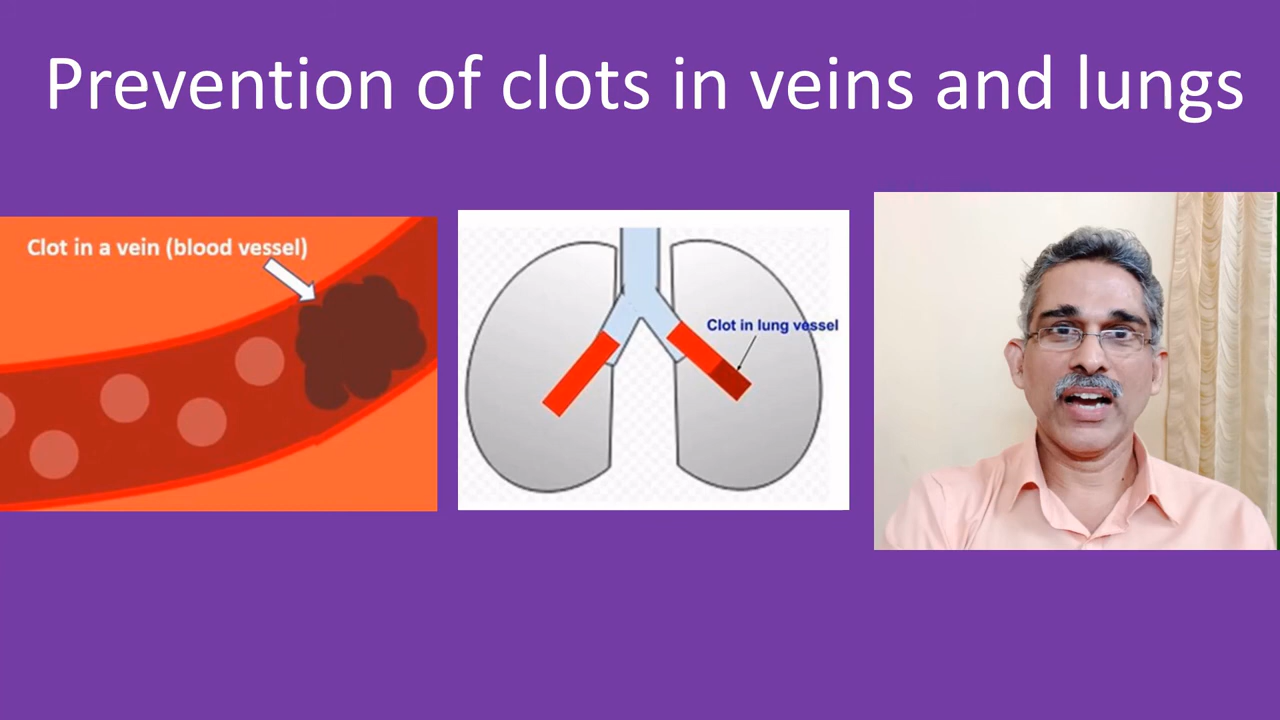 Prevention of clots in veins and lungs
Clot in a vein (blood vessel)
Clot in lung vessel